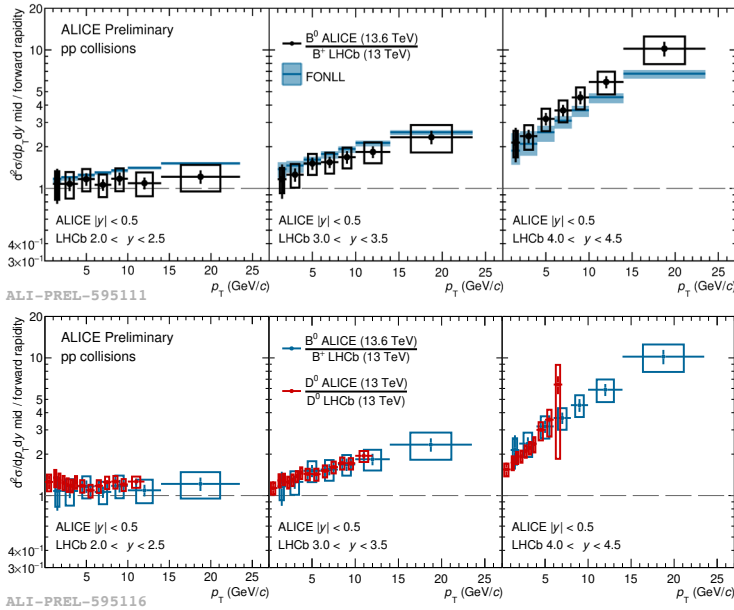 ALICE Preliminary
pp collisions
B⁰ ALICE (13.6 TeV)
B⁺ LHCb (13 TeV)
FONLL
d²σ/dp_T dy mid / forward rapidity
20
10
5
4
3
2
1
4×10⁻¹
3×10⁻¹
ALICE |y| < 0.5
LHCb 2.0 < y < 2.5
ALICE |y| < 0.5
LHCb 3.0 < y < 3.5
ALICE |y| < 0.5
LHCb 4.0 < y < 4.5
5 10 15 20 25
5 10 15 20 25
5 10 15 20 25
p_T (GeV/c)
p_T (GeV/c)
p_T (GeV/c)
ALI-PREL-595111
ALICE Preliminary
pp collisions
B⁰ ALICE (13.6 TeV)
B⁺ LHCb (13 TeV)
D⁰ ALICE (13 TeV)
D⁰ LHCb (13 TeV)
d²σ/dp_T dy mid / forward rapidity
20
10
5
4
3
2
1
4×10⁻¹
3×10⁻¹
ALICE |y| < 0.5
LHCb 2.0 < y < 2.5
ALICE |y| < 0.5
LHCb 3.0 < y < 3.5
ALICE |y| < 0.5
LHCb 4.0 < y < 4.5
5 10 15 20 25
5 10 15 20 25
5 10 15 20 25
p_T (GeV/c)
p_T (GeV/c)
p_T (GeV/c)
ALI-PREL-595116